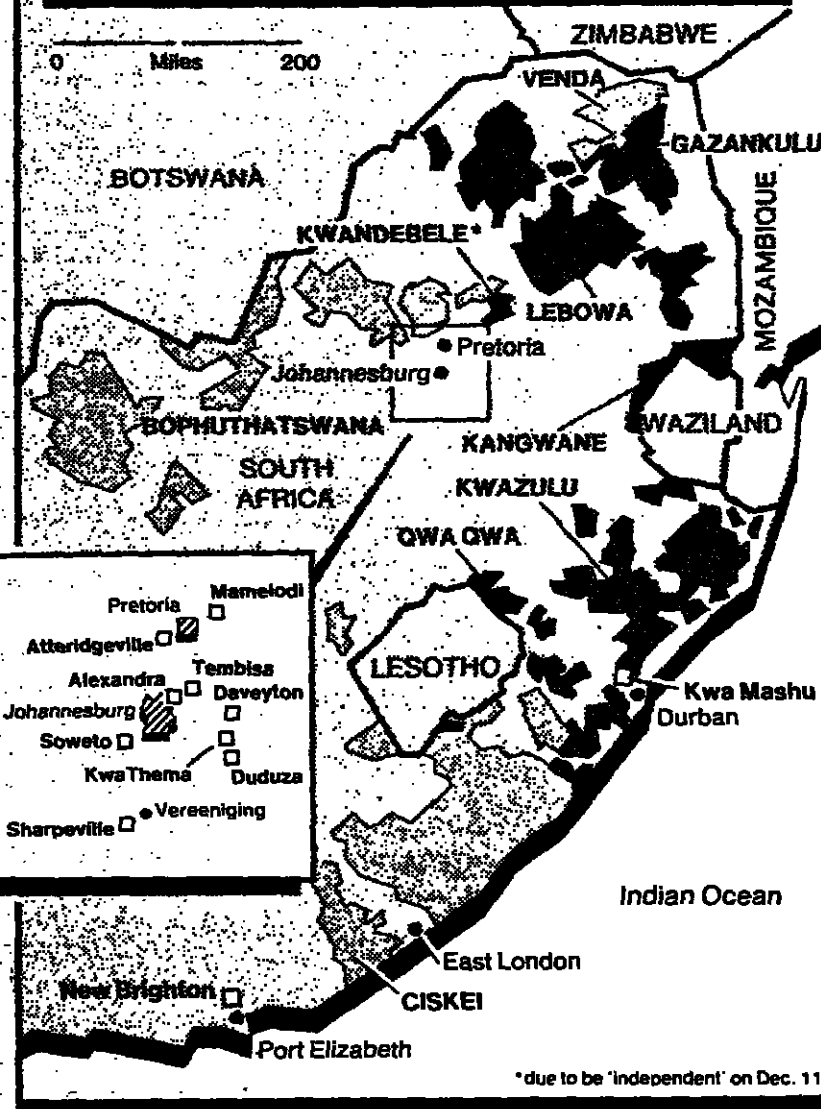 0 Miles 200
ZIMBABWE
VENDA
GAZANKULU
BOTSWANA
MOZAMBIQUE
KWANDEBELE*
LEBOWA
Pretoria
Johannesburg
BOPHUTHATSWANA
SWAZILAND
KANGWANE
SOUTH
AFRICA
KWAZULU
QWA QWA
Mamelodi
Pretoria
Atteridgeville
Alexandra
Tembisa
Johannesburg
Daveyton
Soweto
KwaThema
Duduza
Vereeniging
Sharpeville
LESOTHO
Kwa Mashu
Durban
Indian Ocean
East London
New Brighton
CISKEI
Port Elizabeth
*due to be 'independent' on Dec. 11